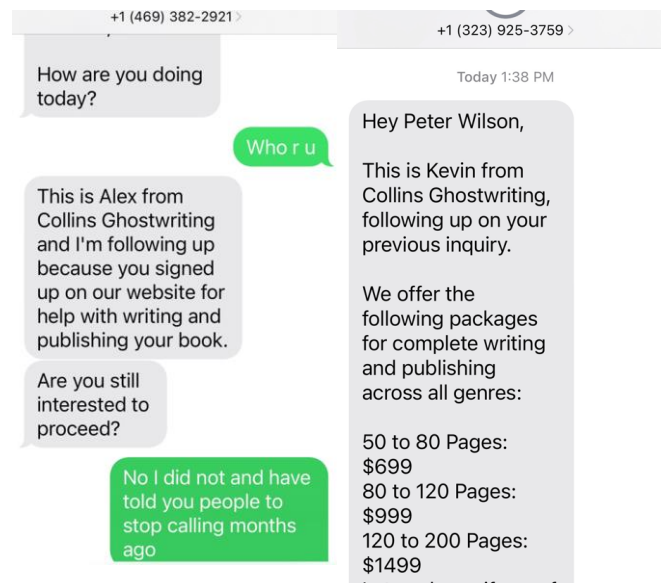 +1 (469) 382-2921 >
How are you doing
today?
Who r u
This is Alex from
Collins Ghostwriting
and I'm following up
because you signed
up on our website for
help with writing and
publishing your book.
Are you still
interested to
proceed?
No I did not and have
told you people to
stop calling months
ago
+1 (323) 925-3759 >
Today 1:38 PM
Hey Peter Wilson,
This is Kevin from
Collins Ghostwriting,
following up on your
previous inquiry.
We offer the
following packages
for complete writing
and publishing
across all genres:
50 to 80 Pages:
$699
80 to 120 Pages:
$999
120 to 200 Pages:
$1499